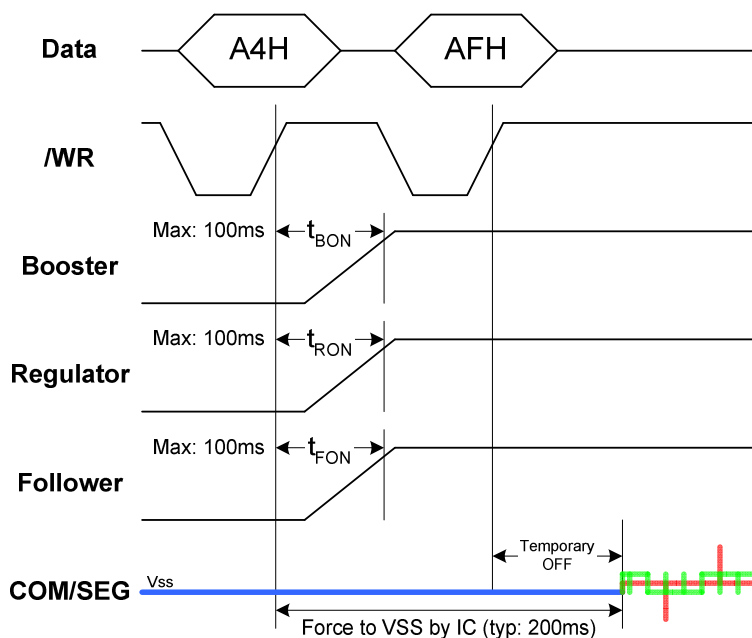 Data
A4H
AFH
/WR
Max: 100ms
tBON
Booster
Max: 100ms
tRON
Regulator
Max: 100ms
tFON
Follower
Temporary
OFF
COM/SEG
Vss
Force to VSS by IC (typ: 200ms)